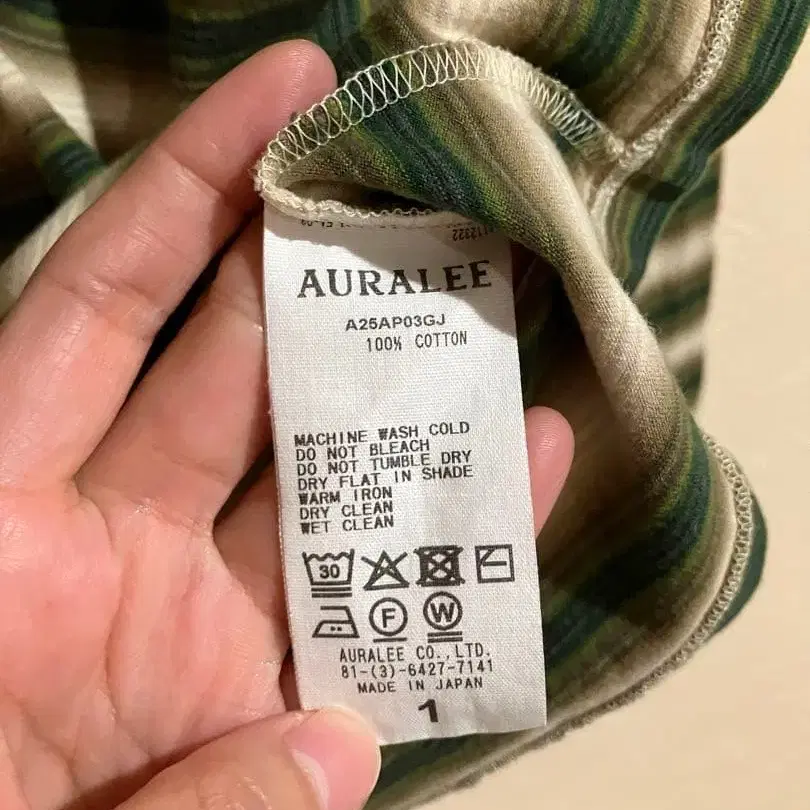 AURALEE
A25AP03GJ
100% COTTON
MACHINE WASH COLD
DO NOT BLEACH
DO NOT TUMBLE DRY
DRY FLAT IN SHADE
WARM IRON
DRY CLEAN
WET CLEAN
30
F W
AURALEE CO.,LTD.
81-(3)-6427-7141
MADE IN JAPAN
1